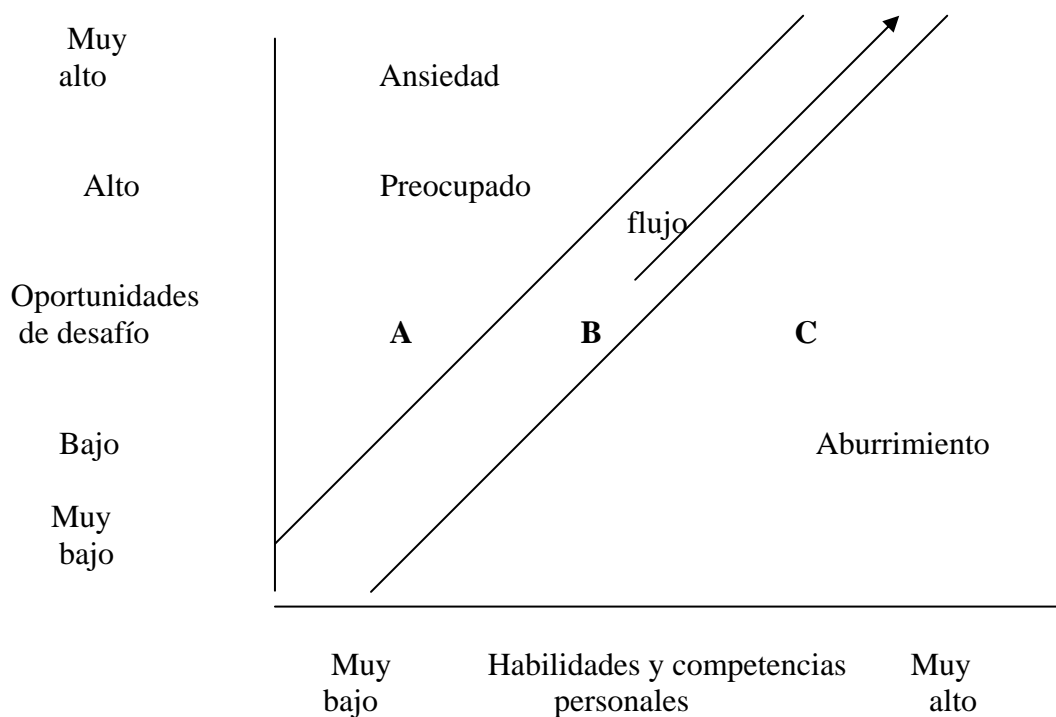 Muy
alto
Ansiedad
Alto
Preocupado
flujo
Oportunidades
de desafío
A
B
C
Bajo
Aburrimiento
Muy
bajo
Muy
bajo
Habilidades y competencias
personales
Muy
alto